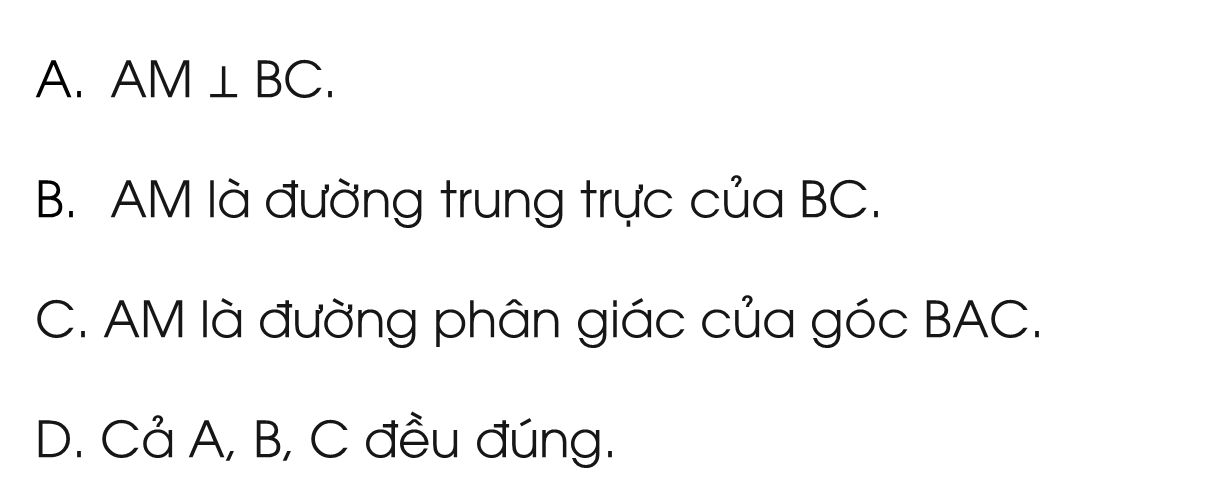 A. AM ⊥ BC.
B. AM là đường trung trực của BC.
C. AM là đường phân giác của góc BAC.
D. Cả A, B, C đều đúng.